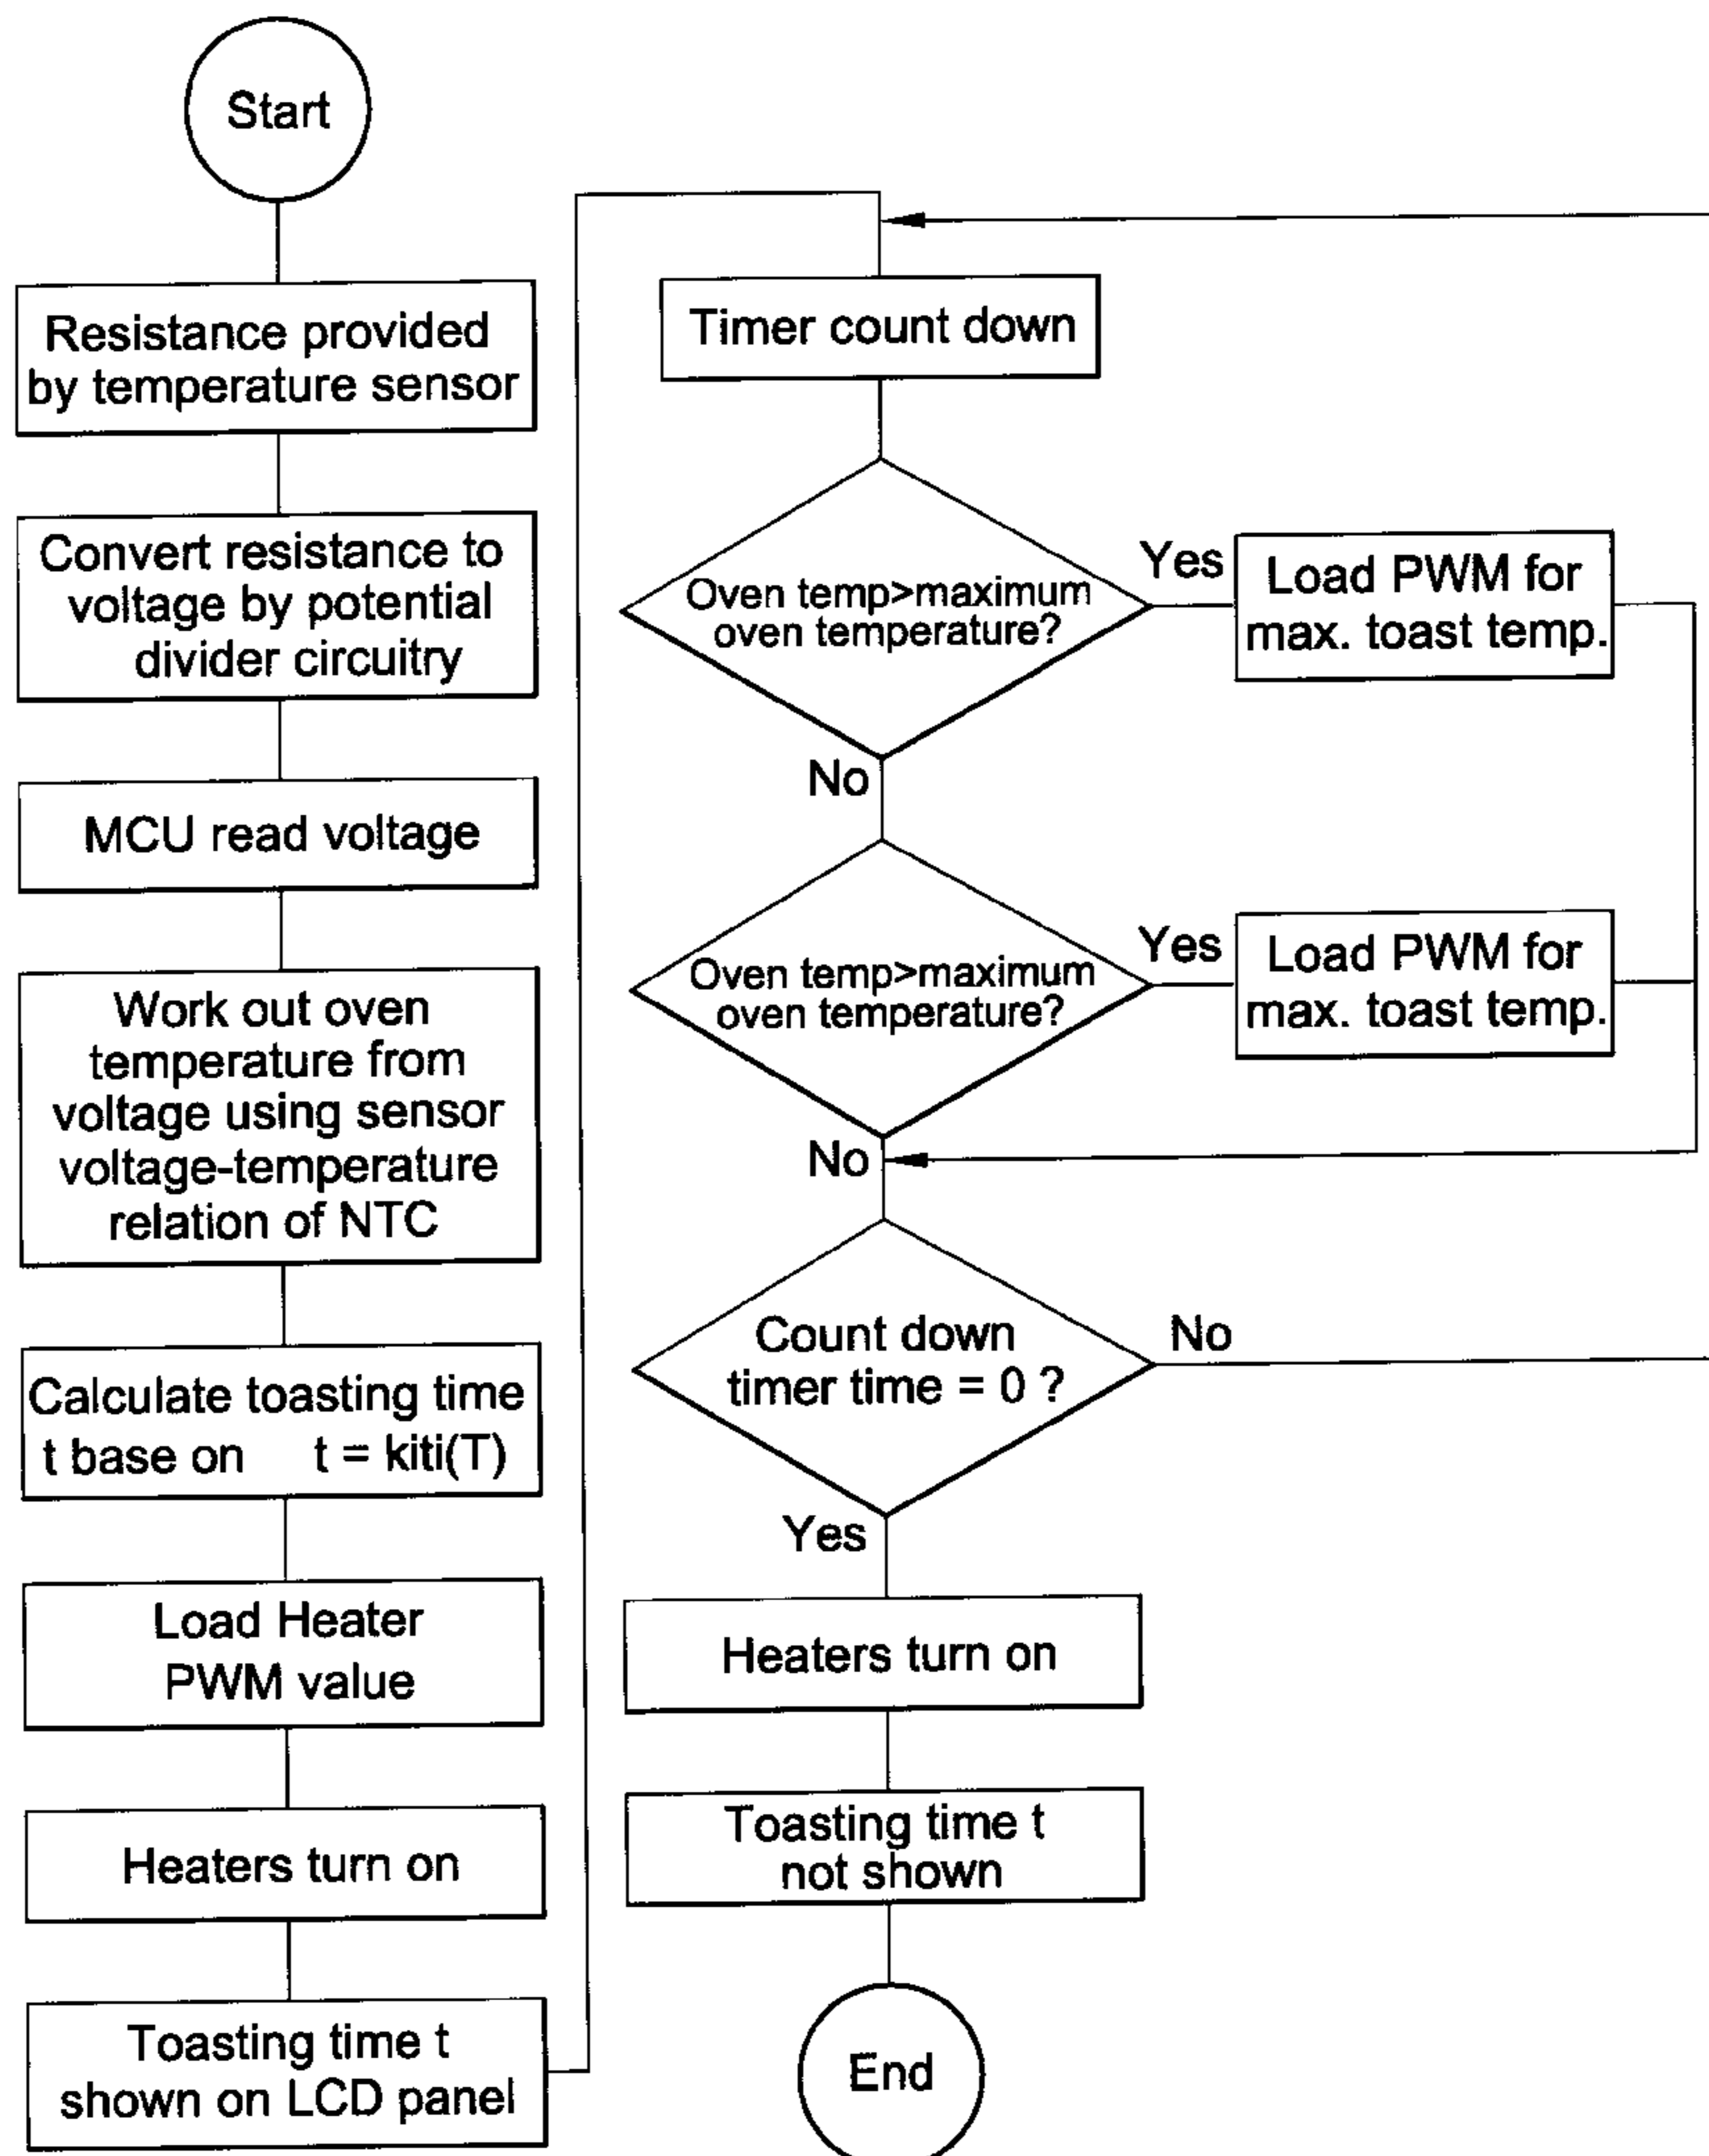 Start
Resistance provided
by temperature sensor
Convert resistance to
voltage by potential
divider circuitry
MCU read voltage
Work out oven
temperature from
voltage using sensor
voltage-temperature
relation of NTC
Calculate toasting time
t base on t = kiti(T)
Load Heater
PWM value
Heaters turn on
Toasting time t
shown on LCD panel
Timer count down
Oven temp>maximum
oven temperature?
Yes
Load PWM for
max. toast temp.
No
Oven temp>maximum
oven temperature?
Yes
Load PWM for
max. toast temp.
No
Count down
timer time = 0 ?
No
Yes
Heaters turn on
Toasting time t
not shown
End